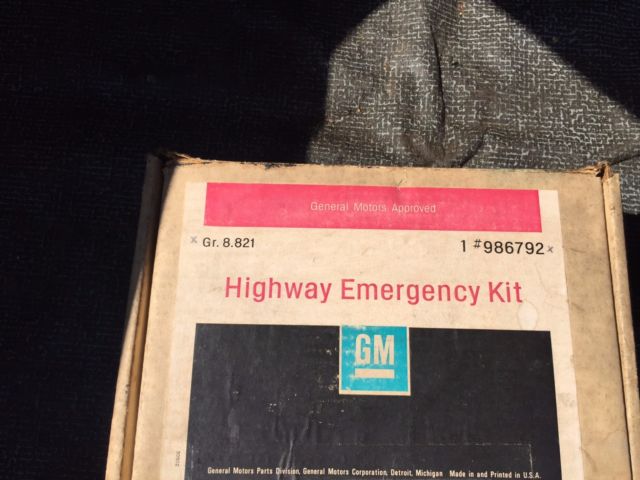 General Motors Approved
× Gr. 8.821 1 #986792 ×
Highway Emergency Kit
GM
General Motors Parts Division, General Motors Corporation, Detroit, Michigan Made in and Printed in U.S.A.